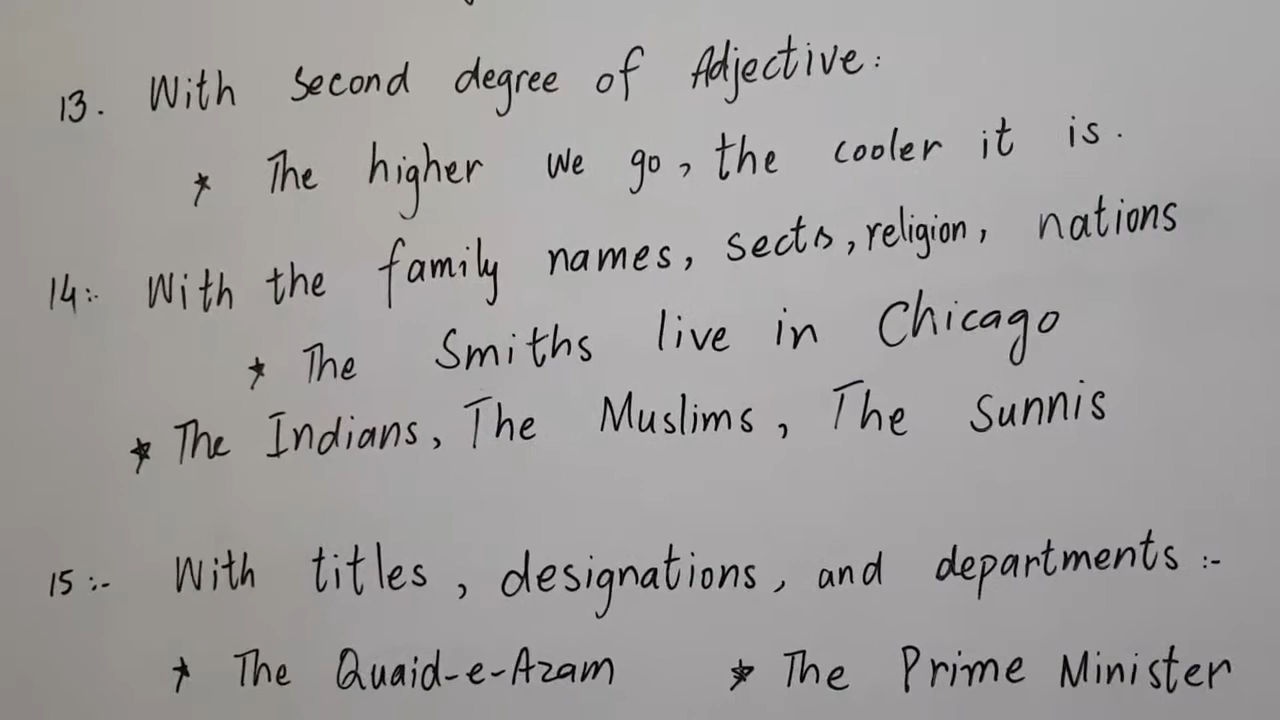 13. With second degree of Adjective:
* The higher we go, the cooler it is.
14:- With the family names, sects, religion, nations
* The Smiths live in Chicago
* The Indians, The Muslims, The Sunnis
15:- With titles, designations, and departments:-
* The Quaid-e-Azam * The Prime Minister